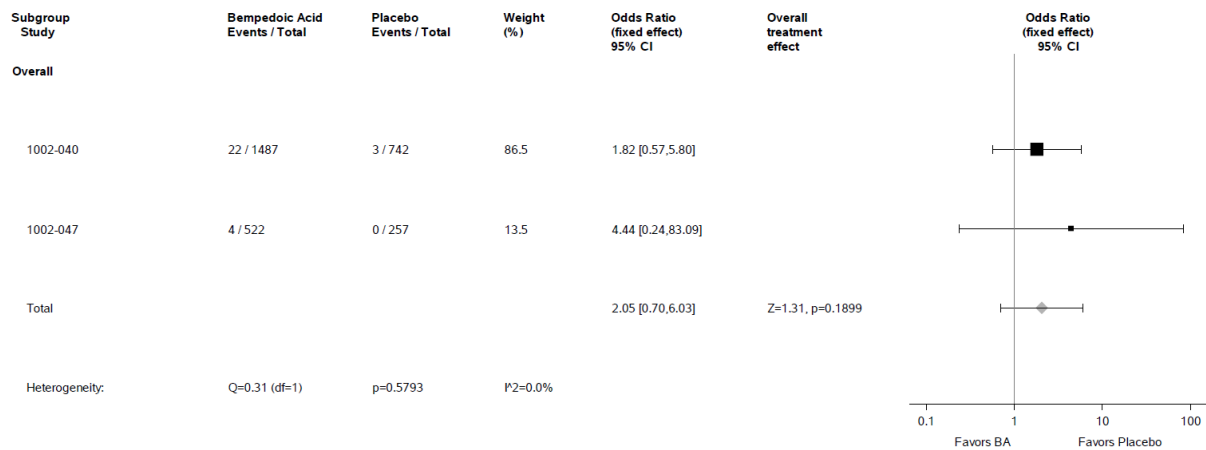 Subgroup Bempedoic Acid Placebo Weight Odds Ratio Overall Odds Ratio
Study Events / Total Events / Total (%) (fixed effect) treatment (fixed effect)
95% CI effect 95% CI
Overall
1002-040 22 / 1487 3 / 742 86.5 1.82 [0.57,5.80]
1002-047 4 / 522 0 / 257 13.5 4.44 [0.24,83.09]
Total 2.05 [0.70,6.03] Z=1.31, p=0.1899
Heterogeneity: Q=0.31 (df=1) p=0.5793 I^2=0.0%
0.1 1 10 100
Favors BA Favors Placebo